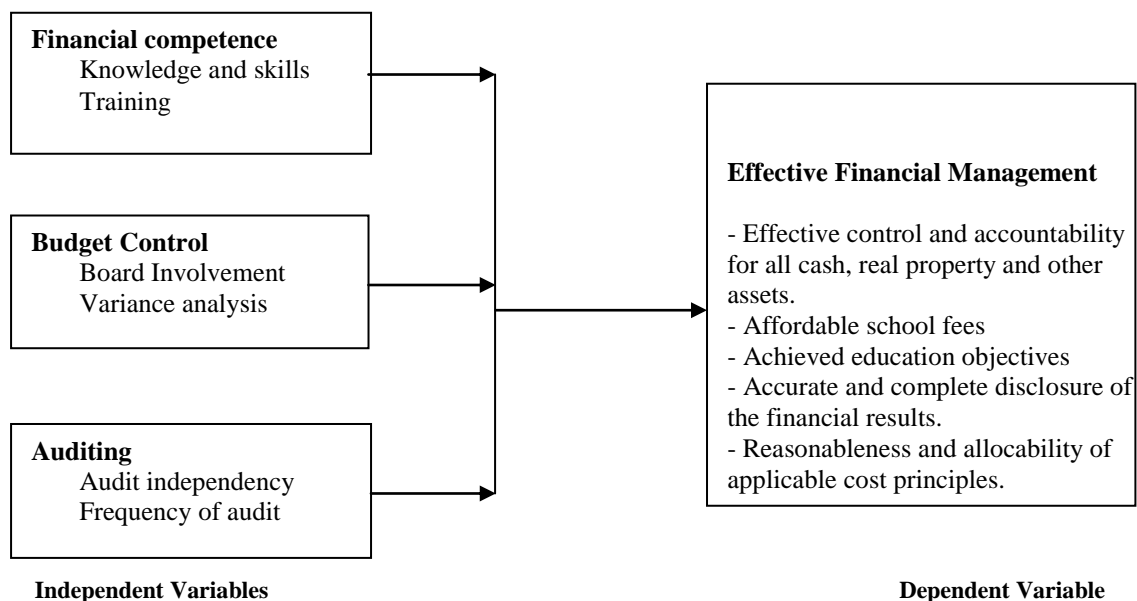 Financial competence
Knowledge and skills
Training
Budget Control
Board Involvement
Variance analysis
Auditing
Audit independency
Frequency of audit
Independent Variables
Effective Financial Management
- Effective control and accountability
for all cash, real property and other
assets.
- Affordable school fees
- Achieved education objectives
- Accurate and complete disclosure of
the financial results.
- Reasonableness and allocability of
applicable cost principles.
Dependent Variable